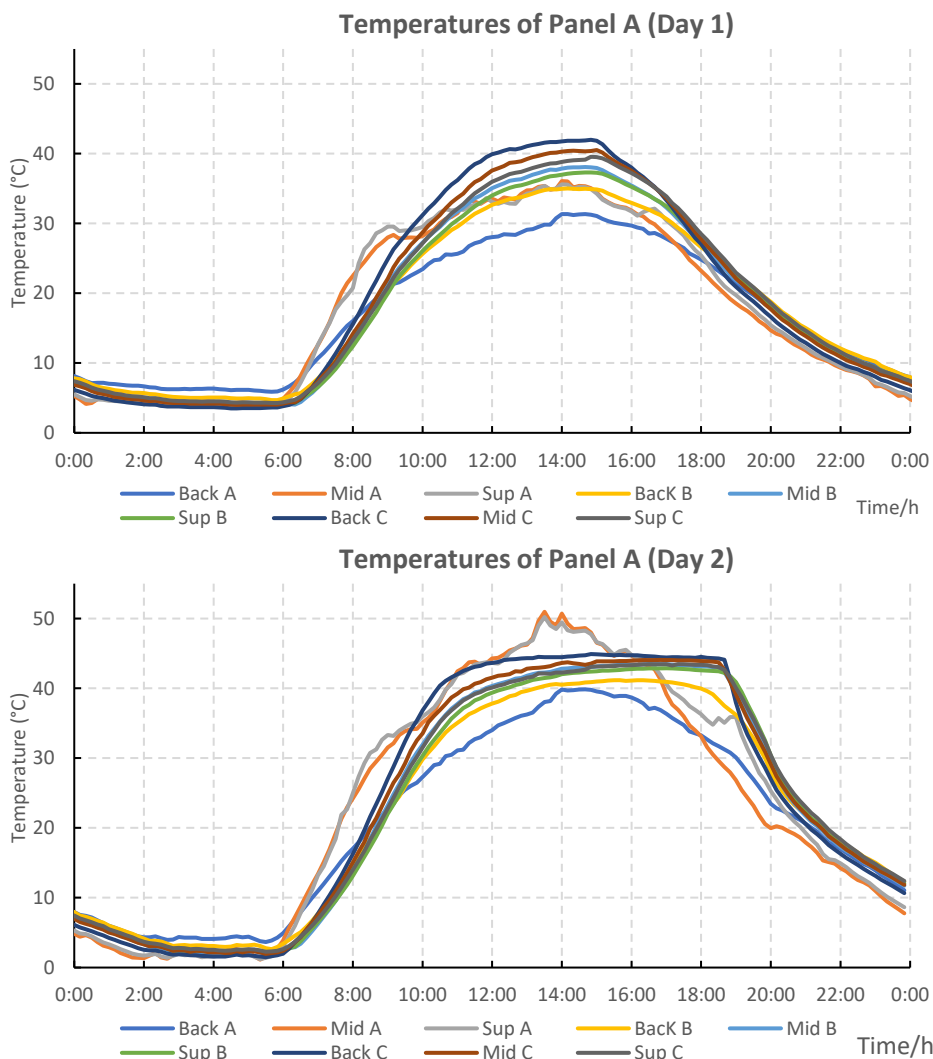 Temperatures of Panel A (Day 1)
Temperature (°C)
50
40
30
20
10
0
0:00 2:00 4:00 6:00 8:00 10:00 12:00 14:00 16:00 18:00 20:00 22:00 0:00
Back A Mid A Sup A BacK B Mid B
Sup B Back C Mid C Sup C
Time/h
Temperatures of Panel A (Day 2)
Temperature (°C)
50
40
30
20
10
0
0:00 2:00 4:00 6:00 8:00 10:00 12:00 14:00 16:00 18:00 20:00 22:00 0:00
Back A Mid A Sup A BacK B Mid B
Sup B Back C Mid C Sup C
Time/h